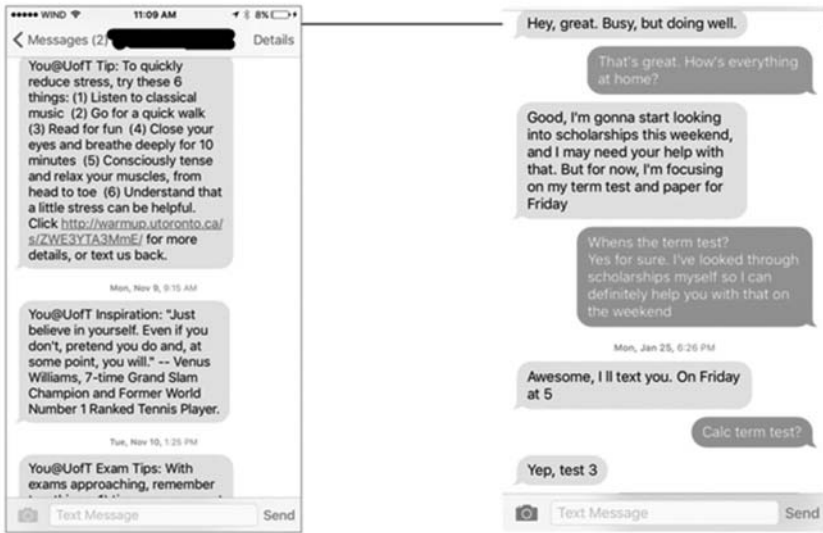 WIND 11:09 AM 8%
Messages (2) Details
You@UofT Tip: To quickly
reduce stress, try these 6
things: (1) Listen to classical
music (2) Go for a quick walk
(3) Read for fun (4) Close your
eyes and breathe deeply for 10
minutes (5) Consciously tense
and relax your muscles, from
head to toe (6) Understand that
a little stress can be helpful.
Click http://warmup.utoronto.ca/
s/ZWE3YTA3MmE/ for more
details, or text us back.
Mon, Nov 9, 9:15 AM
You@UofT Inspiration: "Just
believe in yourself. Even if you
don't, pretend you do and, at
some point, you will." -- Venus
Williams, 7-time Grand Slam
Champion and Former World
Number 1 Ranked Tennis Player.
Tue, Nov 10, 1:25 PM
You@UofT Exam Tips: With
exams approaching, remember
Text Message Send
Hey, great. Busy, but doing well.
That's great. How's everything
at home?
Good, I'm gonna start looking
into scholarships this weekend,
and I may need your help with
that. But for now, I'm focusing
on my term test and paper for
Friday
Whens the term test?
Yes for sure. I've looked through
scholarships myself so I can
definitely help you with that on
the weekend
Mon, Jan 25, 6:26 PM
Awesome, I ll text you. On Friday
at 5
Calc term test?
Yep, test 3
Text Message Send